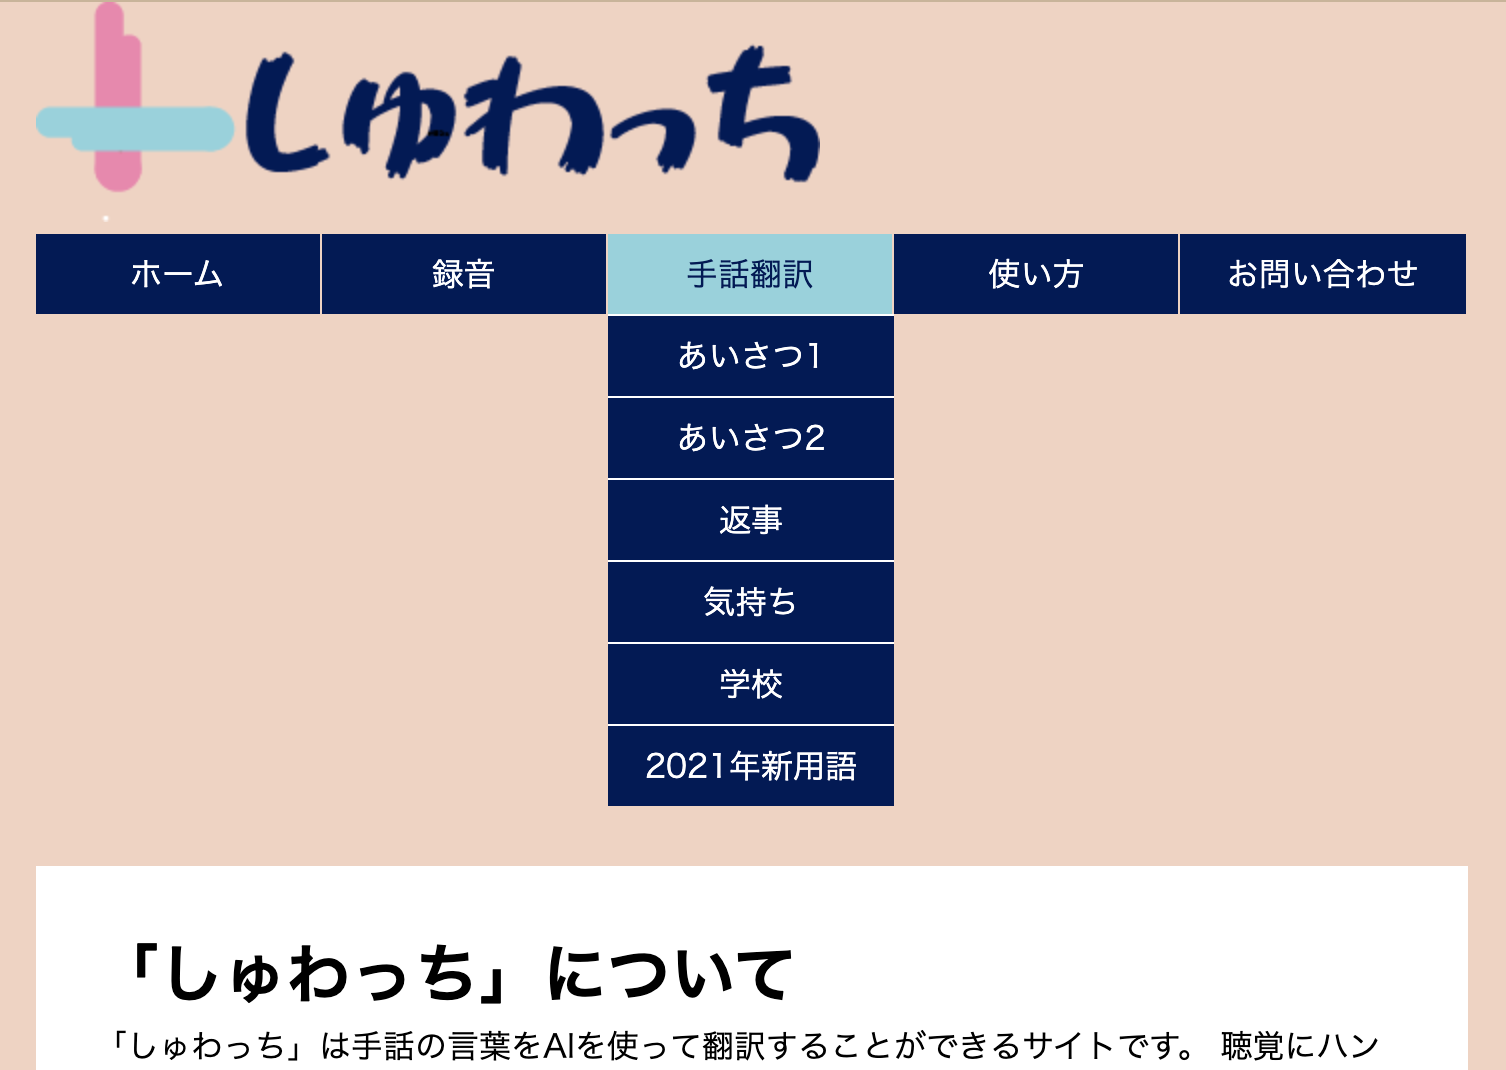 しゅわっち
ホーム
録音
手話翻訳
使い方
お問い合わせ
あいさつ1
あいさつ2
返事
気持ち
学校
2021年新用語
「しゅわっち」について
「しゅわっち」は手話の言葉をAIを使って翻訳することができるサイトです。 聴覚にハン